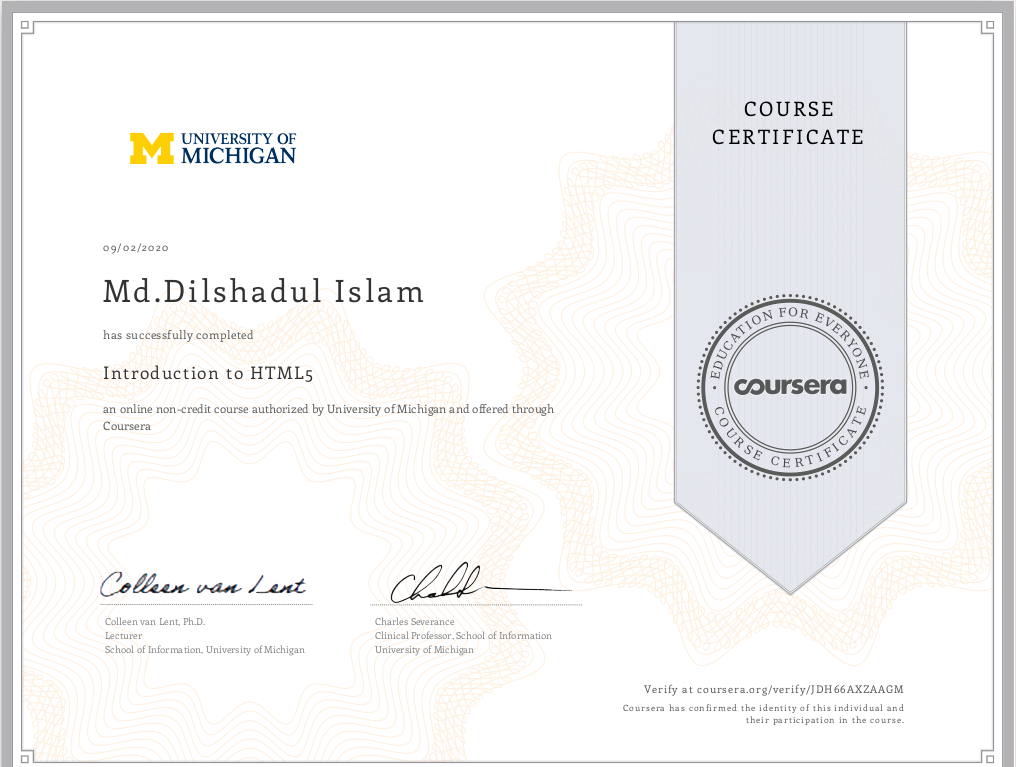 COURSE
CERTIFICATE
UNIVERSITY OF
MICHIGAN
09/02/2020
Md.Dilshadul Islam
has successfully completed
Introduction to HTML5
an online non-credit course authorized by University of Michigan and offered through
Coursera
EDUCATION FOR EVERYONE
coursera
COURSE CERTIFICATE
Colleen van Lent
Colleen van Lent, Ph.D.
Lecturer
School of Information, University of Michigan
Charles Severance
Clinical Professor, School of Information
University of Michigan
Verify at coursera.org/verify/JDH66AXZAAGM
Coursera has confirmed the identity of this individual and
their participation in the course.